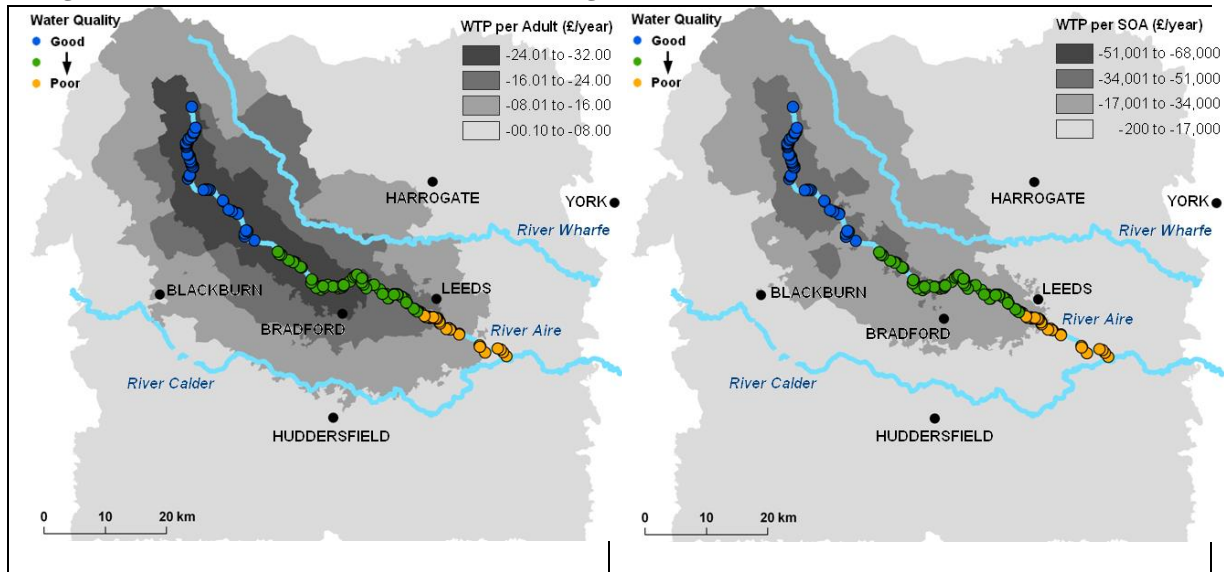 Water Quality
Good
Poor
WTP per Adult (£/year)
-24.01 to -32.00
-16.01 to -24.00
-08.01 to -16.00
-00.10 to -08.00
HARROGATE
YORK
River Wharfe
BLACKBURN
LEEDS
BRADFORD
River Aire
River Calder
HUDDERSFIELD
0 10 20 km
Water Quality
Good
Poor
WTP per SOA (£/year)
-51,001 to -68,000
-34,001 to -51,000
-17,001 to -34,000
-200 to -17,000
HARROGATE
YORK
River Wharfe
BLACKBURN
LEEDS
BRADFORD
River Aire
River Calder
HUDDERSFIELD
0 10 20 km